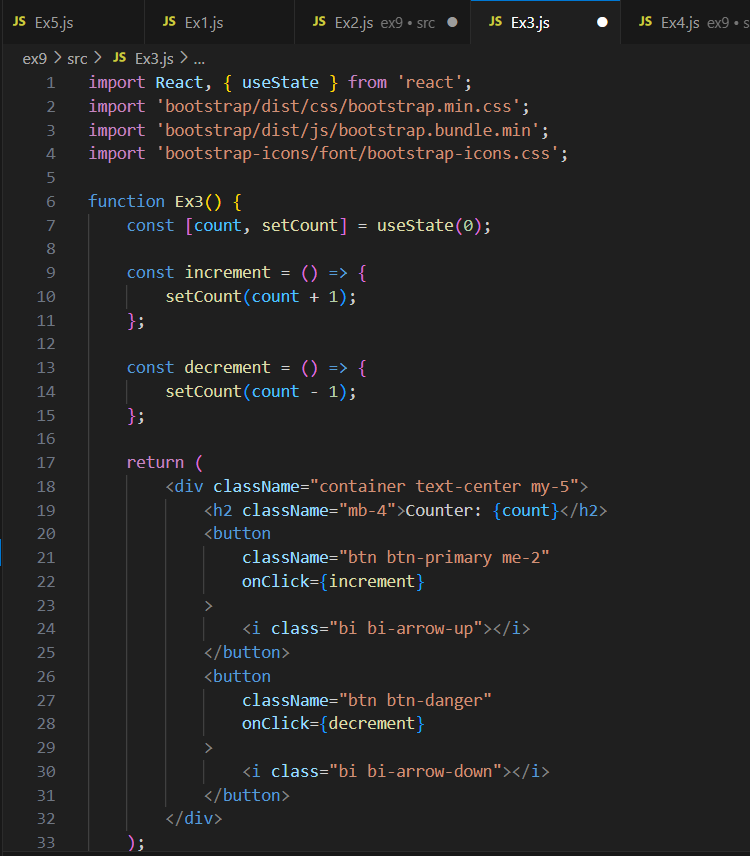 JS Ex5.js JS Ex1.js JS Ex2.js ex9 • src JS Ex3.js JS Ex4.js ex9 • s
ex9 > src > JS Ex3.js > ...
1 import React, { useState } from 'react';
2 import 'bootstrap/dist/css/bootstrap.min.css';
3 import 'bootstrap/dist/js/bootstrap.bundle.min';
4 import 'bootstrap-icons/font/bootstrap-icons.css';
5
6 function Ex3() {
7 const [count, setCount] = useState(0);
8
9 const increment = () => {
10 setCount(count + 1);
11 };
12
13 const decrement = () => {
14 setCount(count - 1);
15 };
16
17 return (
18 <div className="container text-center my-5">
19 <h2 className="mb-4">Counter: {count}</h2>
20 <button
21 className="btn btn-primary me-2"
22 onClick={increment}
23 >
24 <i class="bi bi-arrow-up"></i>
25 </button>
26 <button
27 className="btn btn-danger"
28 onClick={decrement}
29 >
30 <i class="bi bi-arrow-down"></i>
31 </button>
32 </div>
33 );